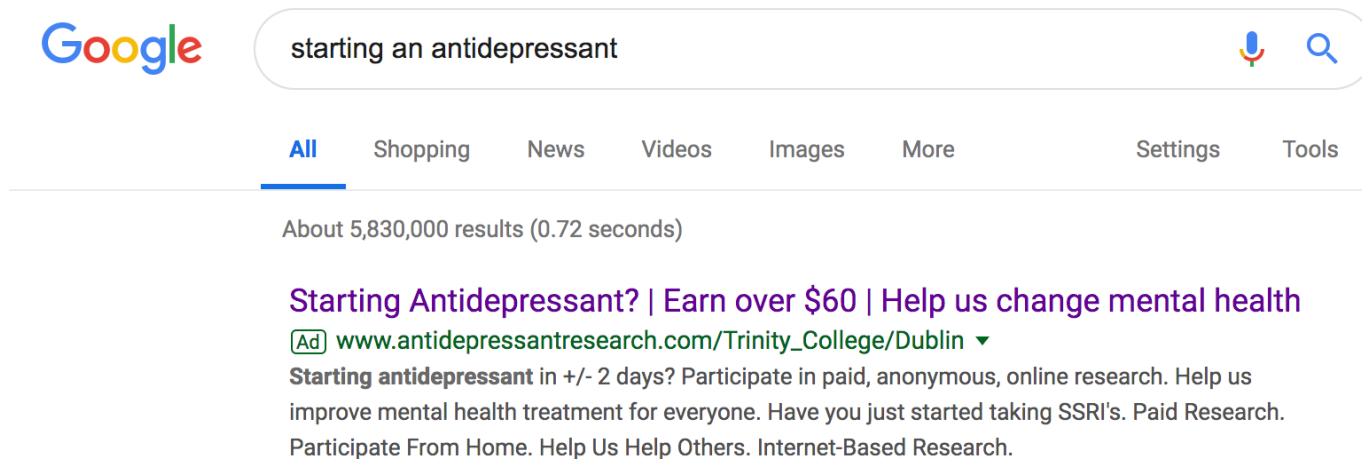 Google
starting an antidepressant
All Shopping News Videos Images More Settings Tools
About 5,830,000 results (0.72 seconds)
Starting Antidepressant? | Earn over $60 | Help us change mental health
Ad www.antidepressantresearch.com/Trinity_College/Dublin
Starting antidepressant in +/- 2 days? Participate in paid, anonymous, online research. Help us
improve mental health treatment for everyone. Have you just started taking SSRI's. Paid Research.
Participate From Home. Help Us Help Others. Internet-Based Research.